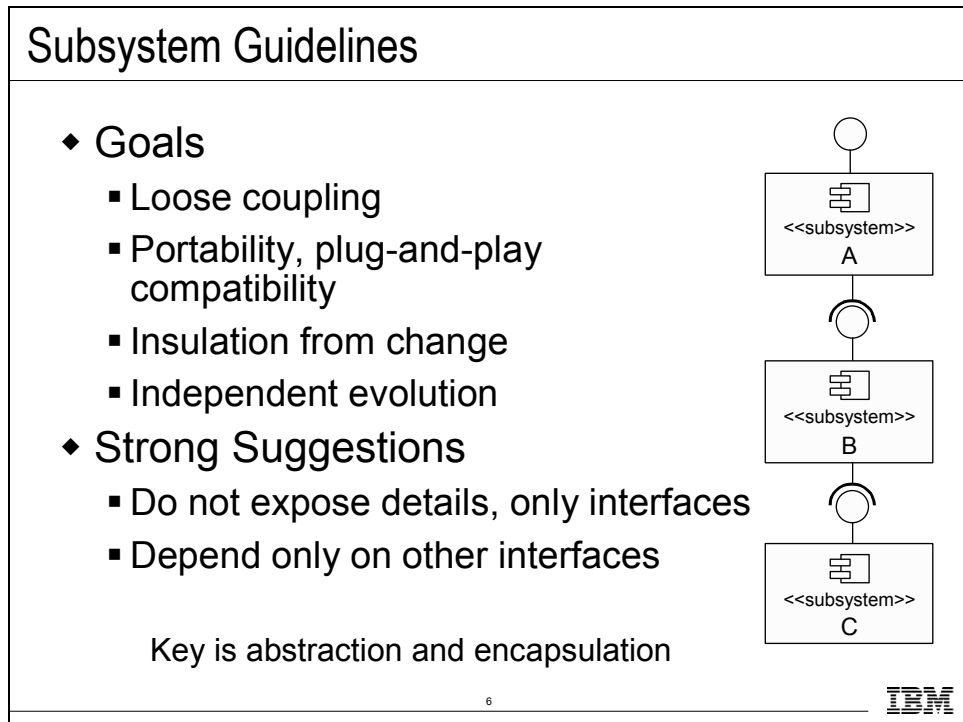 Subsystem Guidelines
◆ Goals
▪ Loose coupling
▪ Portability, plug-and-play
compatibility
▪ Insulation from change
▪ Independent evolution
◆ Strong Suggestions
▪ Do not expose details, only interfaces
▪ Depend only on other interfaces
Key is abstraction and encapsulation
<<subsystem>>
A
<<subsystem>>
B
<<subsystem>>
C
6
IBM